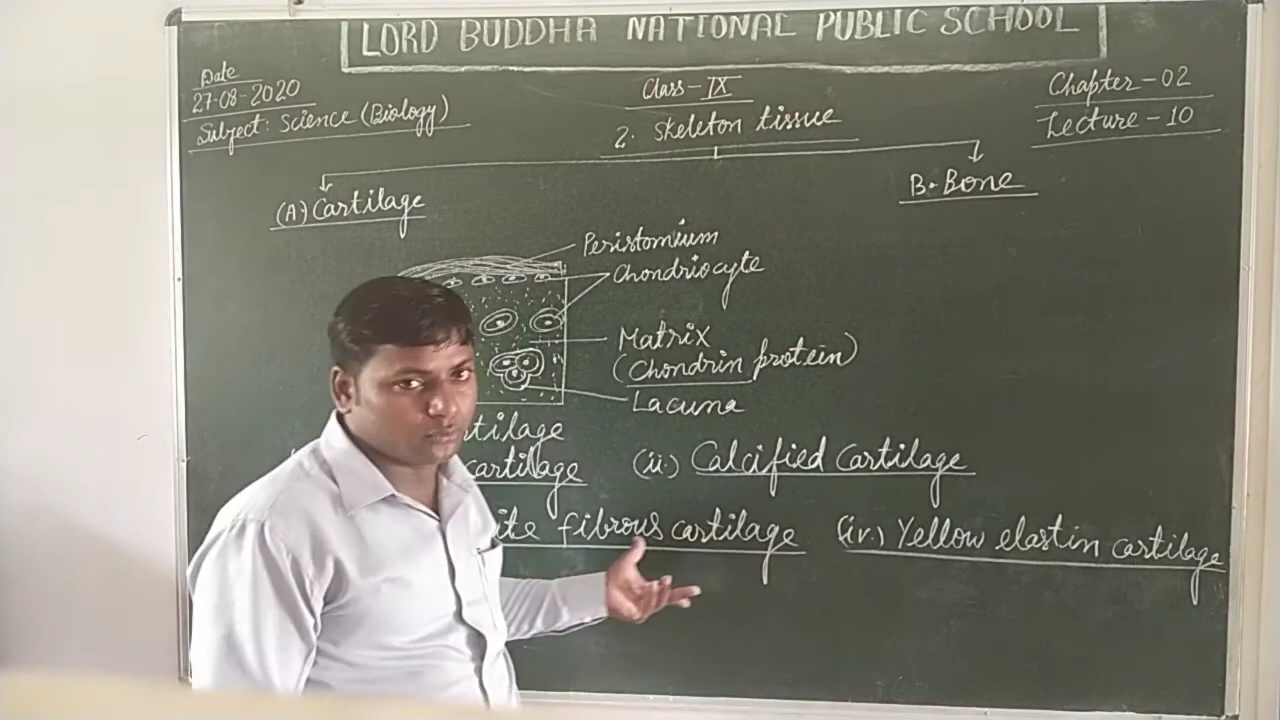 LORD BUDDHA NATIONAL PUBLIC SCHOOL
Date
27-08-2020
Subject: Science (Biology)
Class-IX
2. Skeleton tissue
Chapter-02
Lecture-10
(A) Cartilage
B. Bone
Peristomium
Chondriocyte
Matrix
(Chondrin protein)
Lacuna
tilage
cartilage
(ii.) Calcified Cartilage
ite fibrous cartilage
(iv.) Yellow elastin cartilage